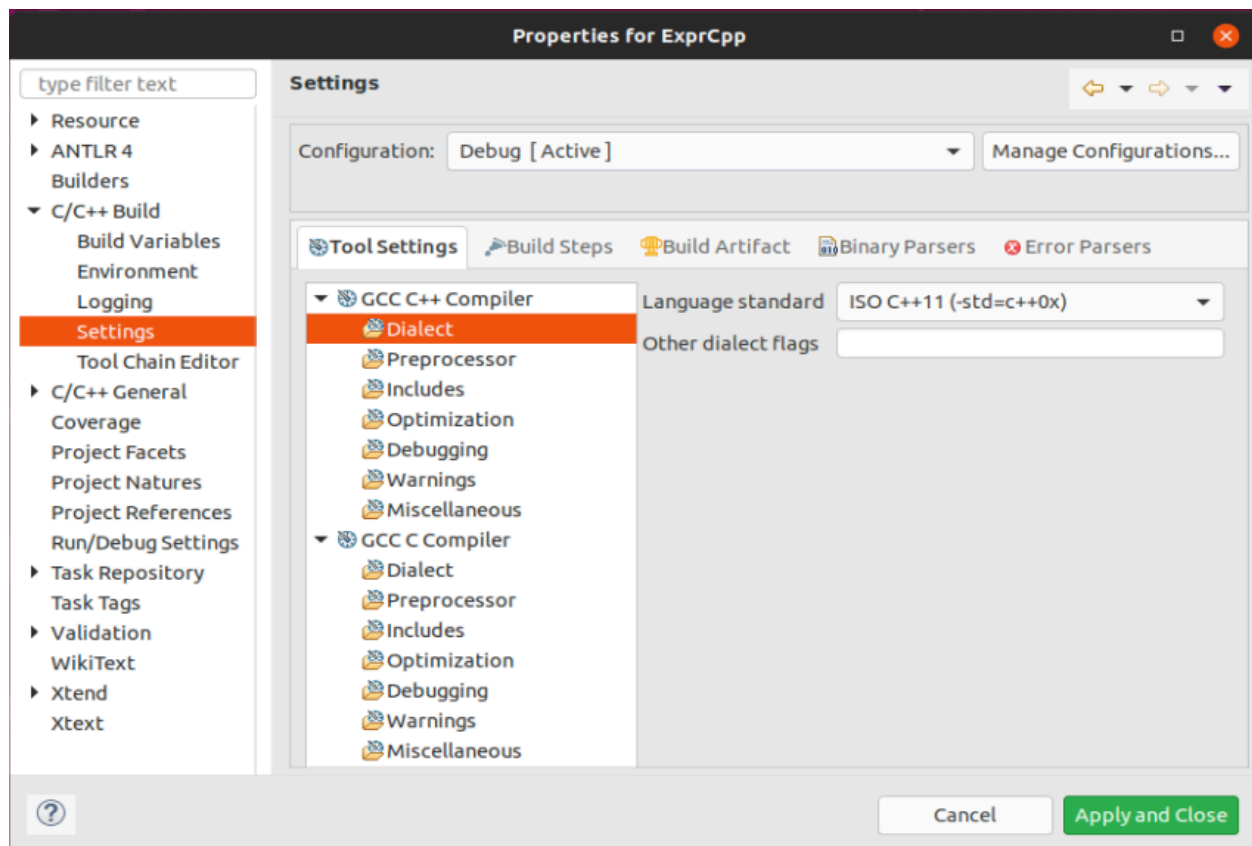 Properties for ExprCpp
type filter text
Resource
ANTLR 4
Builders
C/C++ Build
Build Variables
Environment
Logging
Settings
Tool Chain Editor
C/C++ General
Coverage
Project Facets
Project Natures
Project References
Run/Debug Settings
Task Repository
Task Tags
Validation
WikiText
Xtend
Xtext
Settings
Configuration: Debug [ Active ] Manage Configurations...
Tool Settings Build Steps Build Artifact Binary Parsers Error Parsers
GCC C++ Compiler
Dialect
Preprocessor
Includes
Optimization
Debugging
Warnings
Miscellaneous
GCC C Compiler
Dialect
Preprocessor
Includes
Optimization
Debugging
Warnings
Miscellaneous
Language standard ISO C++11 (-std=c++0x)
Other dialect flags
? Cancel Apply and Close